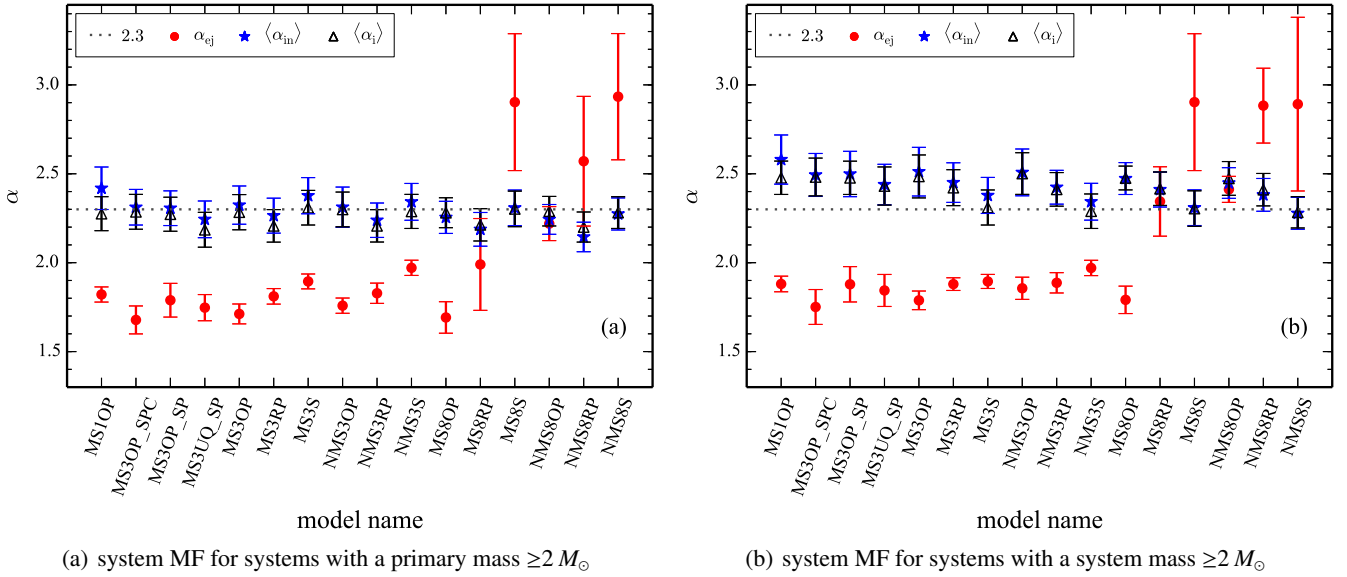 2.3 α_ej ⟨α_in⟩ ⟨α_i⟩
3.0
2.5
2.0
1.5
α
(a)
MS1OP
MS3OP_SPC
MS3OP_SP
MS3UQ_SP
MS3OP
MS3RP
MS3S
NMS3OP
NMS3RP
NMS3S
MS8OP
MS8RP
MS8S
NMS8OP
NMS8RP
NMS8S
model name
(a) system MF for systems with a primary mass ≥2 M⊙
2.3 α_ej ⟨α_in⟩ ⟨α_i⟩
3.0
2.5
2.0
1.5
α
(b)
MS1OP
MS3OP_SPC
MS3OP_SP
MS3UQ_SP
MS3OP
MS3RP
MS3S
NMS3OP
NMS3RP
NMS3S
MS8OP
MS8RP
MS8S
NMS8OP
NMS8RP
NMS8S
model name
(b) system MF for systems with a system mass ≥2 M⊙